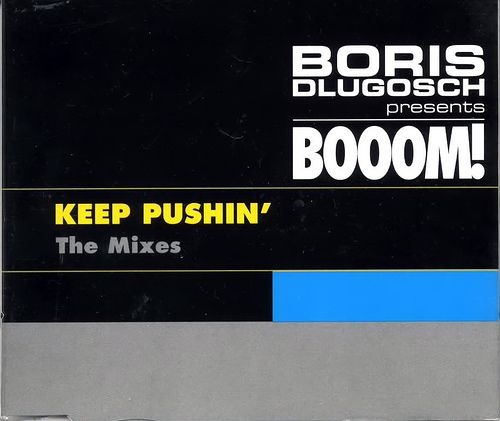 BORIS
DLUGOSCH
presents
BOOOM!
KEEP PUSHIN'
The Mixes